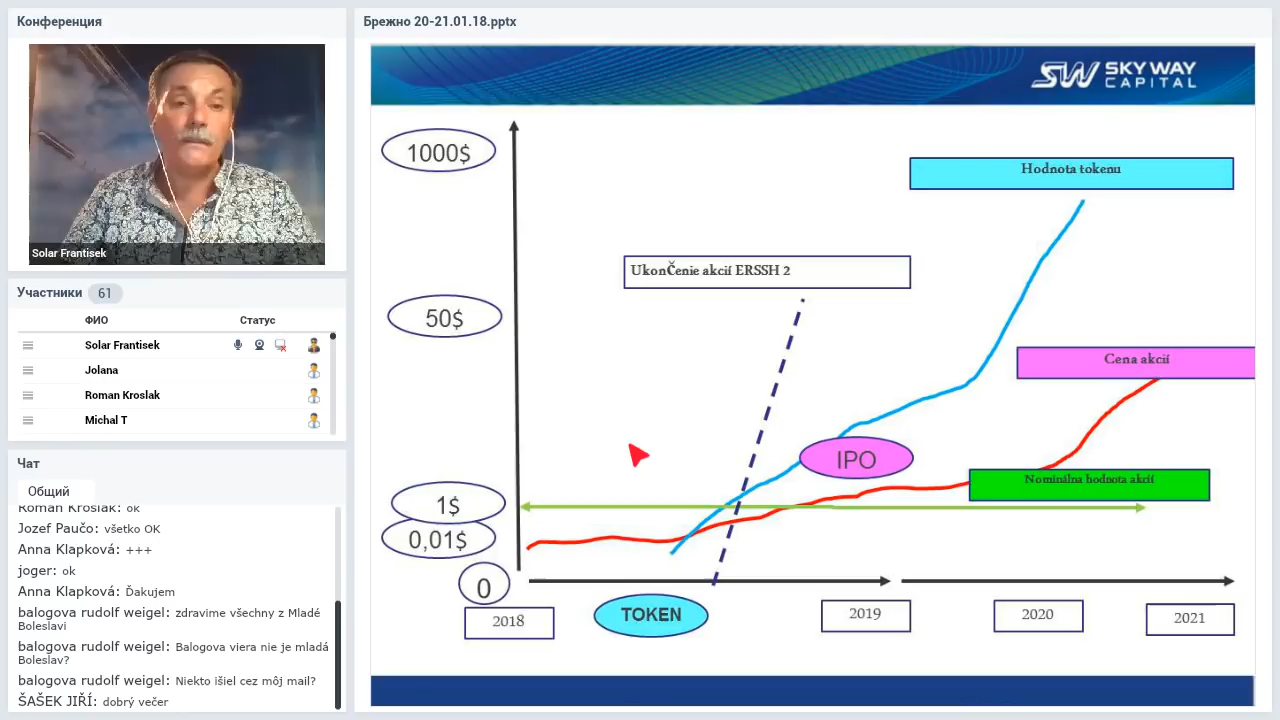 Конференция
Solar Frantisek
Участники 61
ФИО Статус
Solar Frantisek
Jolana
Roman Kroslak
Michal T
Чат
Общий
Roman Kroslak: ok
Jozef Paučo: všetko OK
Anna Klapková: +++
joger: ok
Anna Klapková: Ďakujem
balogova rudolf weigel: zdravime všechny z Mladé
Boleslavi
balogova rudolf weigel: Balogova viera nie je mladá
Boleslav?
balogova rudolf weigel: Niekto išiel cez môj mail?
ŠAŠEK JIŘÍ: dobrý večer
Брежно 20-21.01.18.pptx
SW SKY WAY
CAPITAL
1000$
Hodnota tokenu
UkonČenie akcií ERSSH 2
50$
Cena akcií
IPO
Nominálna hodnota akcií
1$
0,01$
0
TOKEN
2018
2019
2020
2021